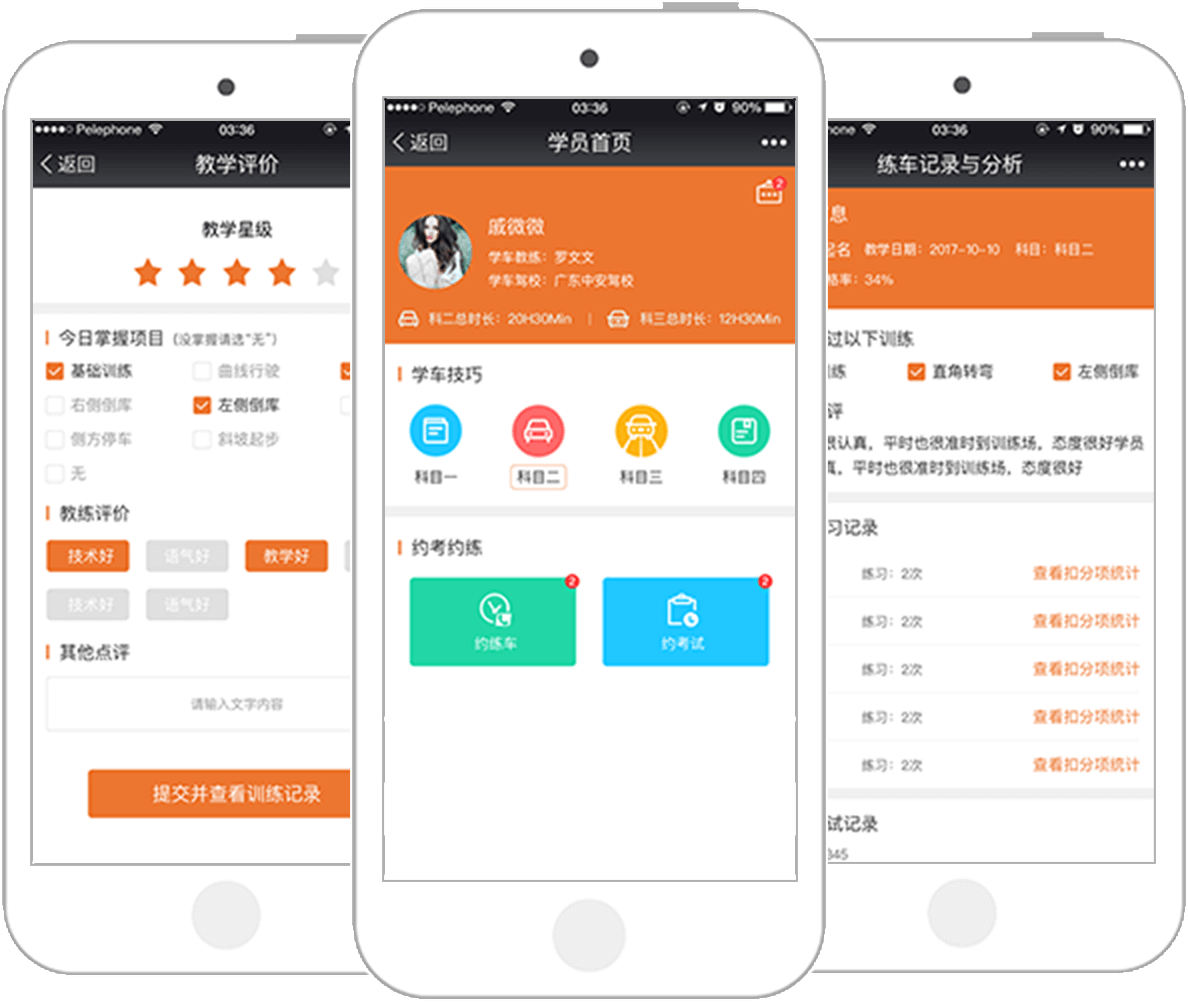 Pelephone 03:36
返回 教学评价
教学星级
今日掌握项目 (没掌握请选“无”)
基础训练 曲线行驶
右侧倒库 左侧倒库
侧方停车 斜坡起步
无
教练评价
技术好 语气好 教学好
技术好 语气好
其他点评
请输入文字内容
提交并查看训练记录
Pelephone 03:36 90%
返回 学员首页
2
戚微微
学车教练：罗文文
学车驾校：广东中安驾校
科二总时长：20H30Min | 科三总时长：12H30Min
学车技巧
科目一 科目二 科目三 科目四
约考约练
2 2
约练车 约考试
none 03:36 90%
练车记录与分析
息
起名 教学日期：2017-10-10 科目：科目二
格率：34%
过以下训练
练 直角转弯 左侧倒库
评
很认真，平时也很准时到训练场，态度很好学员
真，平时也很准时到训练场，态度很好
习记录
练习：2次 查看扣分项统计
练习：2次 查看扣分项统计
练习：2次 查看扣分项统计
练习：2次 查看扣分项统计
练习：2次 查看扣分项统计
试记录
345